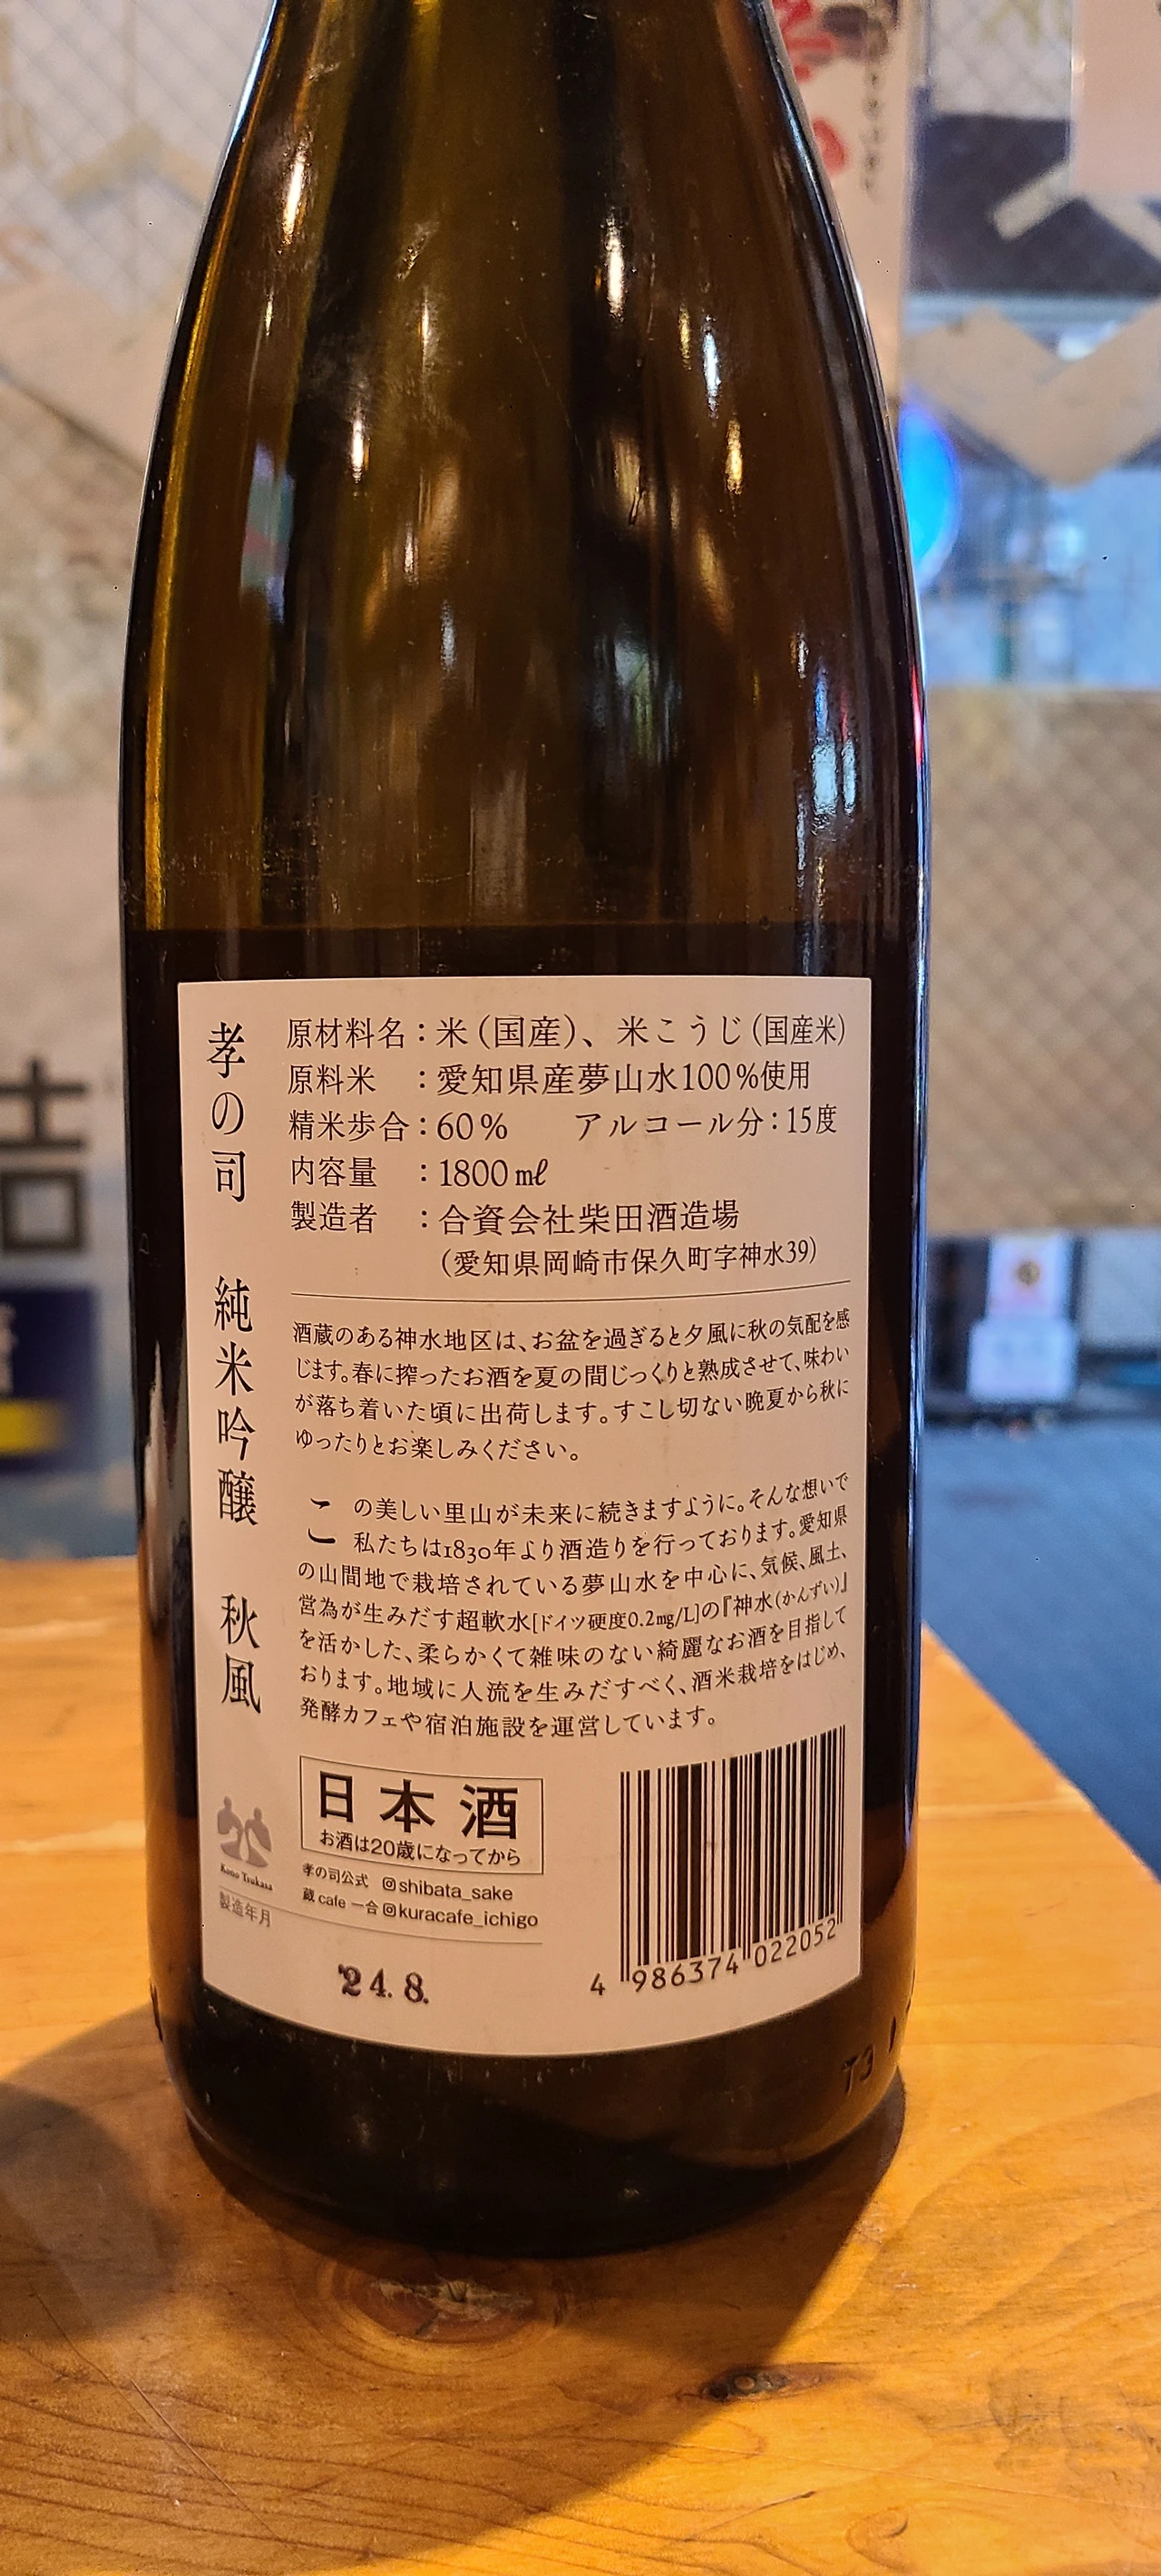 孝の司　純米吟醸　秋風
原材料名：米（国産）、米こうじ（国産米）
原料米　：愛知県産夢山水100%使用
精米歩合：60%　アルコール分：15度
内容量　：1800㎖
製造者　：合資会社柴田酒造場
（愛知県岡崎市保久町字神水39）
酒蔵のある神水地区は、お盆を過ぎると夕風に秋の気配を感
じます。春に搾ったお酒を夏の間じっくりと熟成させて、味わい
が落ち着いた頃に出荷します。すこし切ない晩夏から秋に
ゆったりとお楽しみください。
この美しい里山が未来に続きますように。そんな想いで
私たちは1830年より酒造りを行っております。愛知県
の山間地で栽培されている夢山水を中心に、気候、風土、
営為が生みだす超軟水[ドイツ硬度0.2㎎/L]の『神水(かんずい)』
を活かした、柔らかくて雑味のない綺麗なお酒を目指して
おります。地域に人流を生みだすべく、酒米栽培をはじめ、
発酵カフェや宿泊施設を運営しています。
日本酒
お酒は20歳になってから
孝の司公式 shibata_sake
蔵cafe 一合 kuracafe_ichigo
Kono Tsukasa
製造年月
'24.8.
4 986374 022052
T3
吉